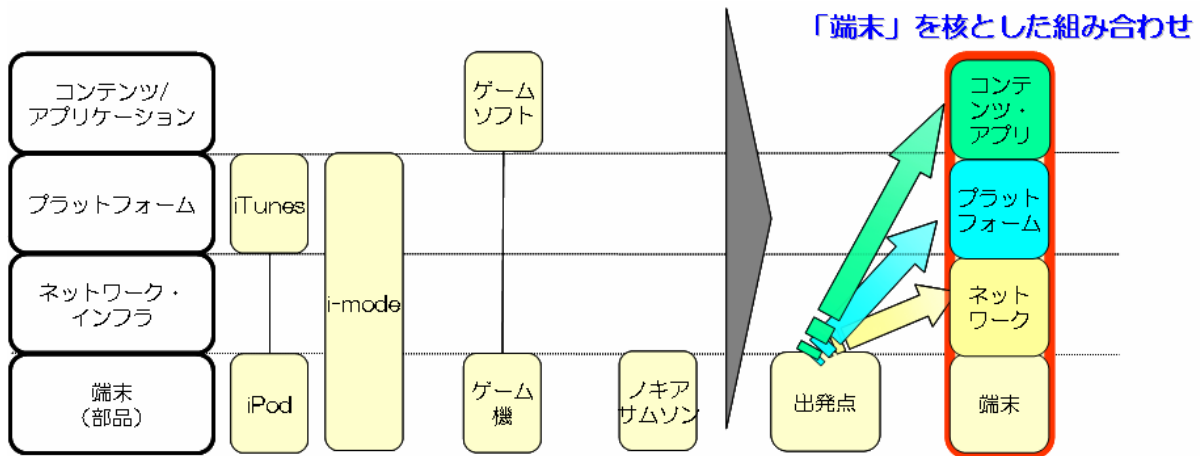 「端末」を核とした組み合わせ
コンテンツ/
アプリケーション
ゲーム
ソフト
コンテ
ンツ・
アプリ
プラットフォーム
iTunes
プラット
フォーム
ネットワーク・
インフラ
i-mode
ネット
ワーク
端末
(部品)
iPod
ゲーム
機
ノキア
サムソン
出発点
端末